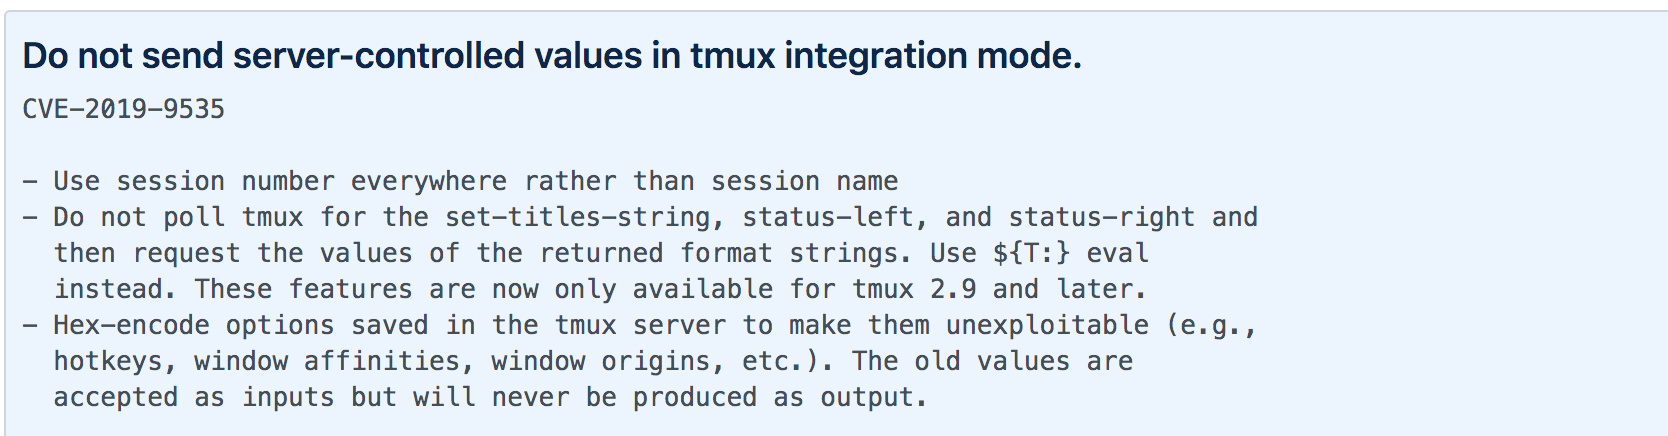 Do not send server-controlled values in tmux integration mode.
CVE-2019-9535
- Use session number everywhere rather than session name
- Do not poll tmux for the set-titles-string, status-left, and status-right and
then request the values of the returned format strings. Use ${T:} eval
instead. These features are now only available for tmux 2.9 and later.
- Hex-encode options saved in the tmux server to make them unexploitable (e.g.,
hotkeys, window affinities, window origins, etc.). The old values are
accepted as inputs but will never be produced as output.